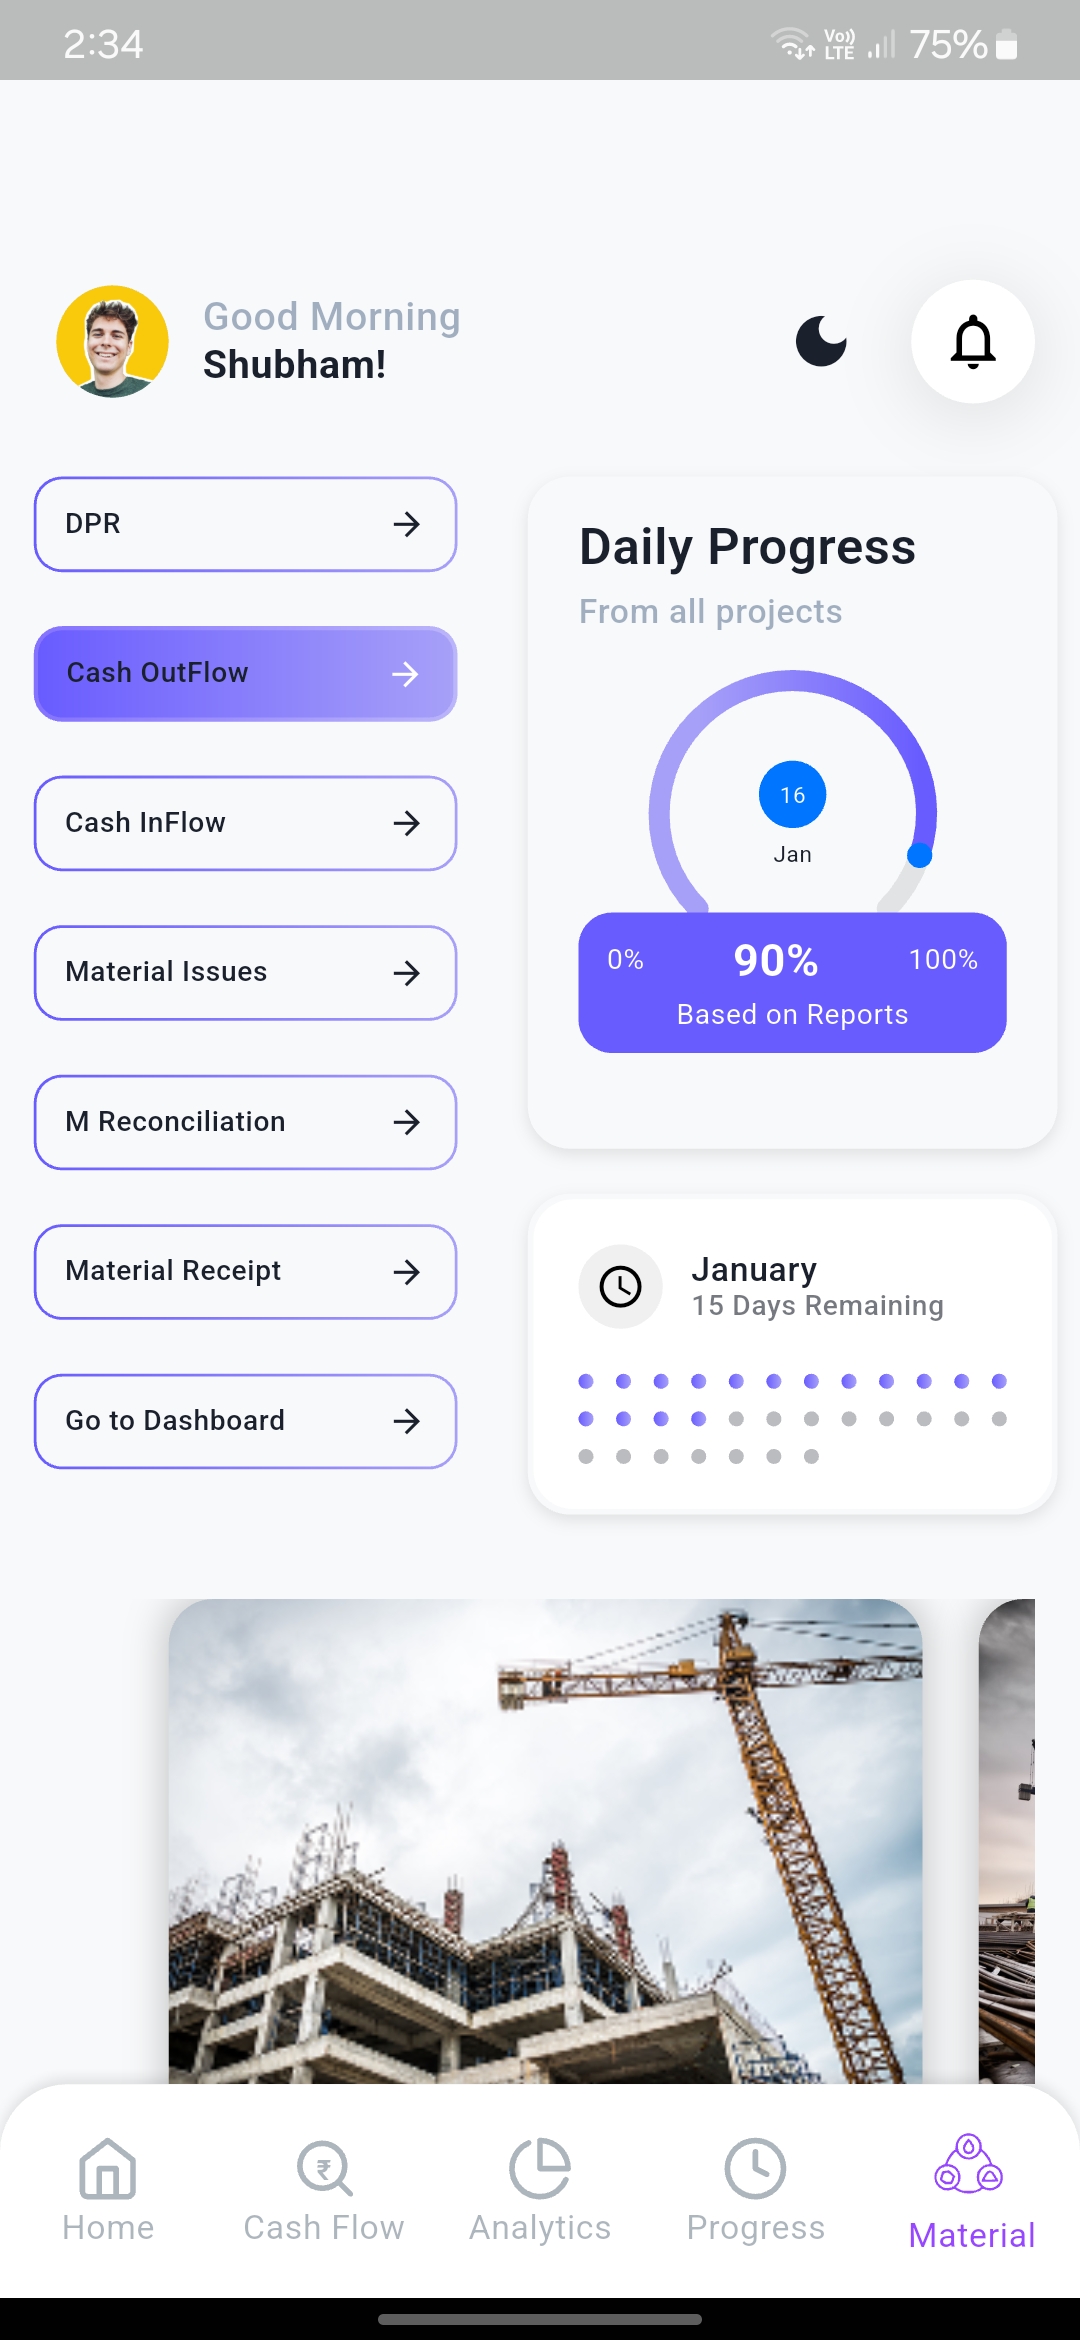 2:34
Vo))
LTE
75%
Good Morning
Shubham!
DPR
Cash OutFlow
Cash InFlow
Material Issues
M Reconciliation
Material Receipt
Go to Dashboard
Daily Progress
From all projects
16
Jan
0% 90% 100%
Based on Reports
January
15 Days Remaining
₹
Home
Cash Flow
Analytics
Progress
Material